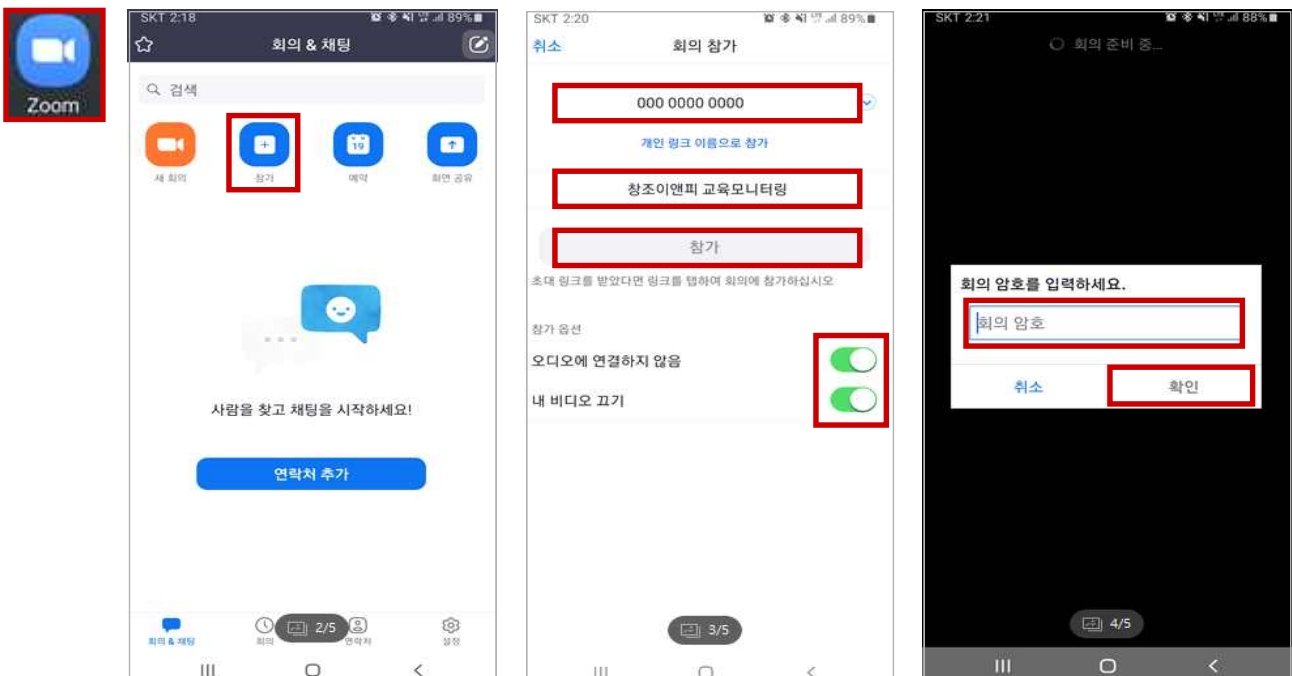 Zoom
SKT 2:18
89%
회의 & 채팅
검색
19
새 회의
참가
예약
화면 공유
사람을 찾고 채팅을 시작하세요!
연락처 추가
회의 & 채팅
회의
연락처
설정
2/5
SKT 2:20
89%
취소
회의 참가
000 0000 0000
개인 링크 이름으로 참가
창조이앤피 교육모니터링
참가
초대 링크를 받았다면 링크를 탭하여 회의에 참가하십시오
참가 옵션
오디오에 연결하지 않음
내 비디오 끄기
3/5
SKT 2:21
88%
회의 준비 중...
회의 암호를 입력하세요.
회의 암호
취소
확인
4/5